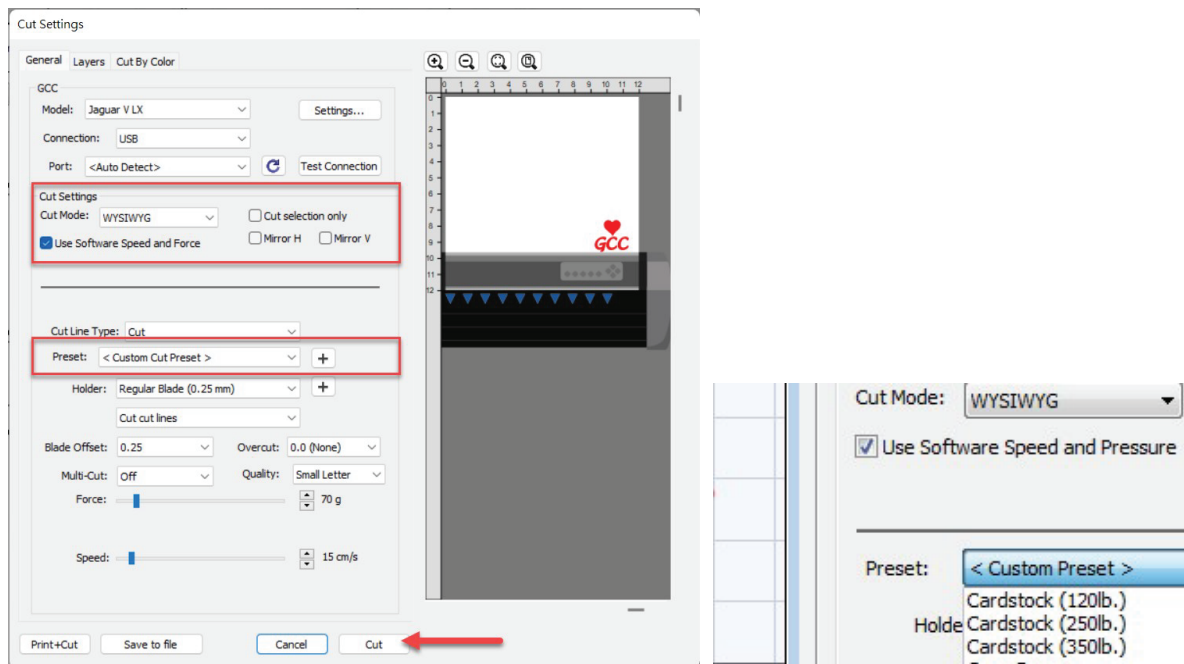 Cut Settings
General Layers Cut By Color
GCC
Model: Jaguar V LX Settings...
Connection: USB
Port: <Auto Detect> Test Connection
Cut Settings
Cut Mode: WYSIWYG Cut selection only
Use Software Speed and Force Mirror H Mirror V
Cut Line Type: Cut
Preset: < Custom Cut Preset > +
Holder: Regular Blade (0.25 mm) +
Cut cut lines
Blade Offset: 0.25 Overcut: 0.0 (None)
Multi-Cut: Off Quality: Small Letter
Force: 70 g
Speed: 15 cm/s
Print+Cut Save to file Cancel Cut
0 1 2 3 4 5 6 7 8 9 10 11 12
0
1
2
3
4
5
6
7
8
9
10
11
12
GCC
Cut Mode: WYSIWYG
Use Software Speed and Pressure
Preset: < Custom Preset >
Cardstock (120lb.)
Holde Cardstock (250lb.)
Cardstock (350lb.)